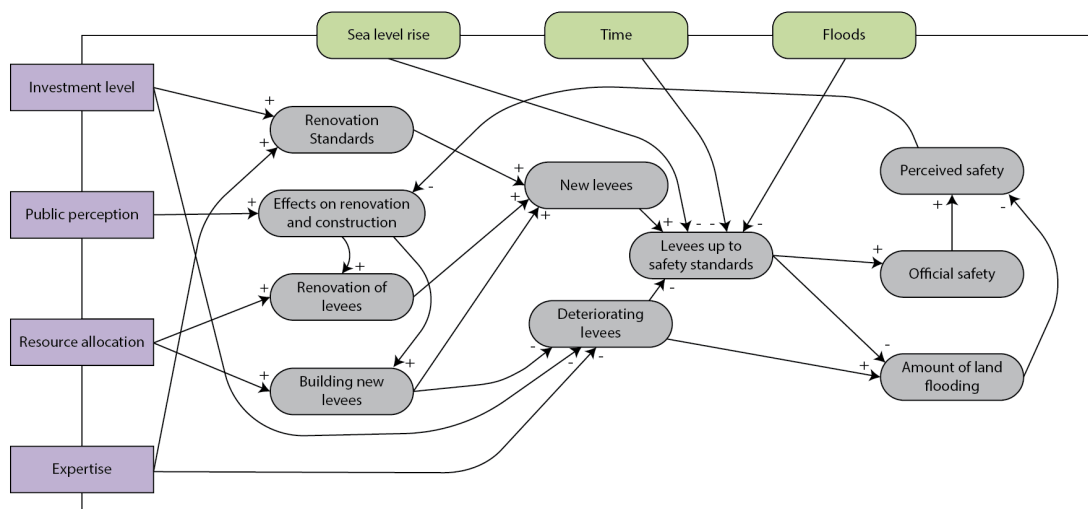 Sea level rise
Time
Floods
Investment level
+
Renovation
Standards
+
Public perception
+
Effects on renovation
and construction
-
+
Renovation of
levees
+
Resource allocation
+
Building new
levees
+
Expertise
New levees
+
+
+
Levees up to
safety standards
+
-
-
-
-
Deteriorating
levees
-
-
-
Perceived safety
+
-
Official safety
+
Amount of land
flooding
-
+